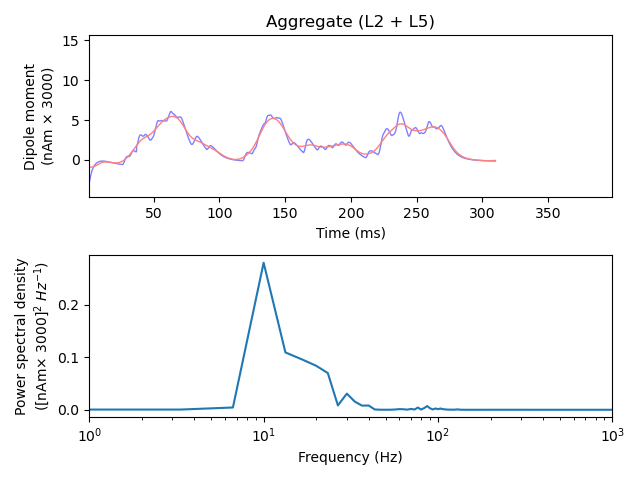 Aggregate (L2 + L5)
Dipole moment
(nAm × 3000)
15
10
5
0
50 100 150 200 250 300 350
Time (ms)
Power spectral density
([nAm× 3000]² Hz⁻¹)
0.2
0.1
0.0
10⁰ 10¹ 10² 10³
Frequency (Hz)